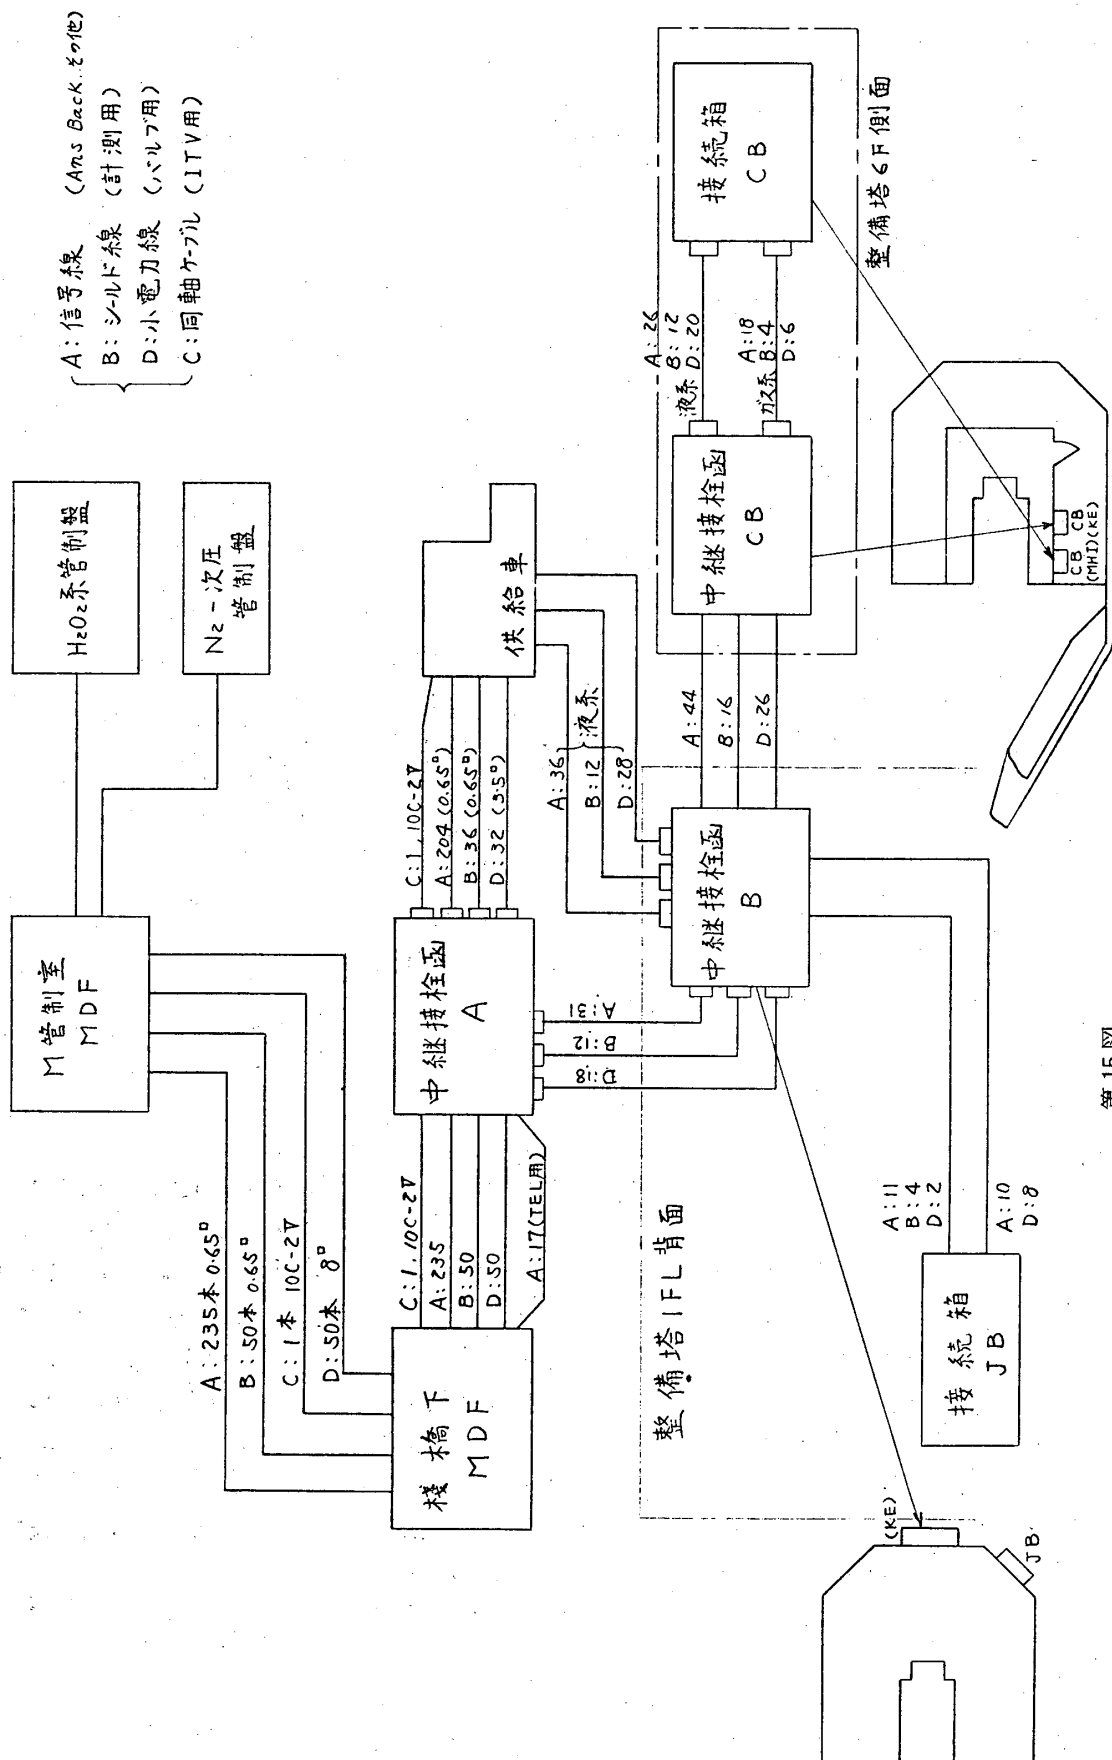 A:信号線 (Ans Back.その他)
B:シールド線 (計測用)
D:小電力線 (バルブ用)
C:同軸ケーブル (ITV用)
H₂O₂系管制盤
N₂一次圧
管制盤
M管制室
MDF
A:235本 0.65□
B:50本 0.65□
C:1本 10C-2V
D:50本 8□
桟橋下
MDF
C:1.10C-2V
A:235
B:50
D:50
A:17(TEL用)
中継接栓函
A
C:1,10C-2V
A:204(0.65□)
B:36(0.65□)
D:32(3.5□)
供給車
A:36
B:12
D:28
液系
A:31
B:12
D:18
整備塔1FL背面
中継接栓函
B
A:44
B:16
D:26
中継接栓函
CB
液系
A:26
B:12
D:20
ガス系
A:18
B:4
D:6
接続箱
CB
整備塔6F側面
A:11
B:4
D:2
A:10
D:8
接続箱
JB
(KE)
JB
CB
(MHI)
CB
(KE)
第15図